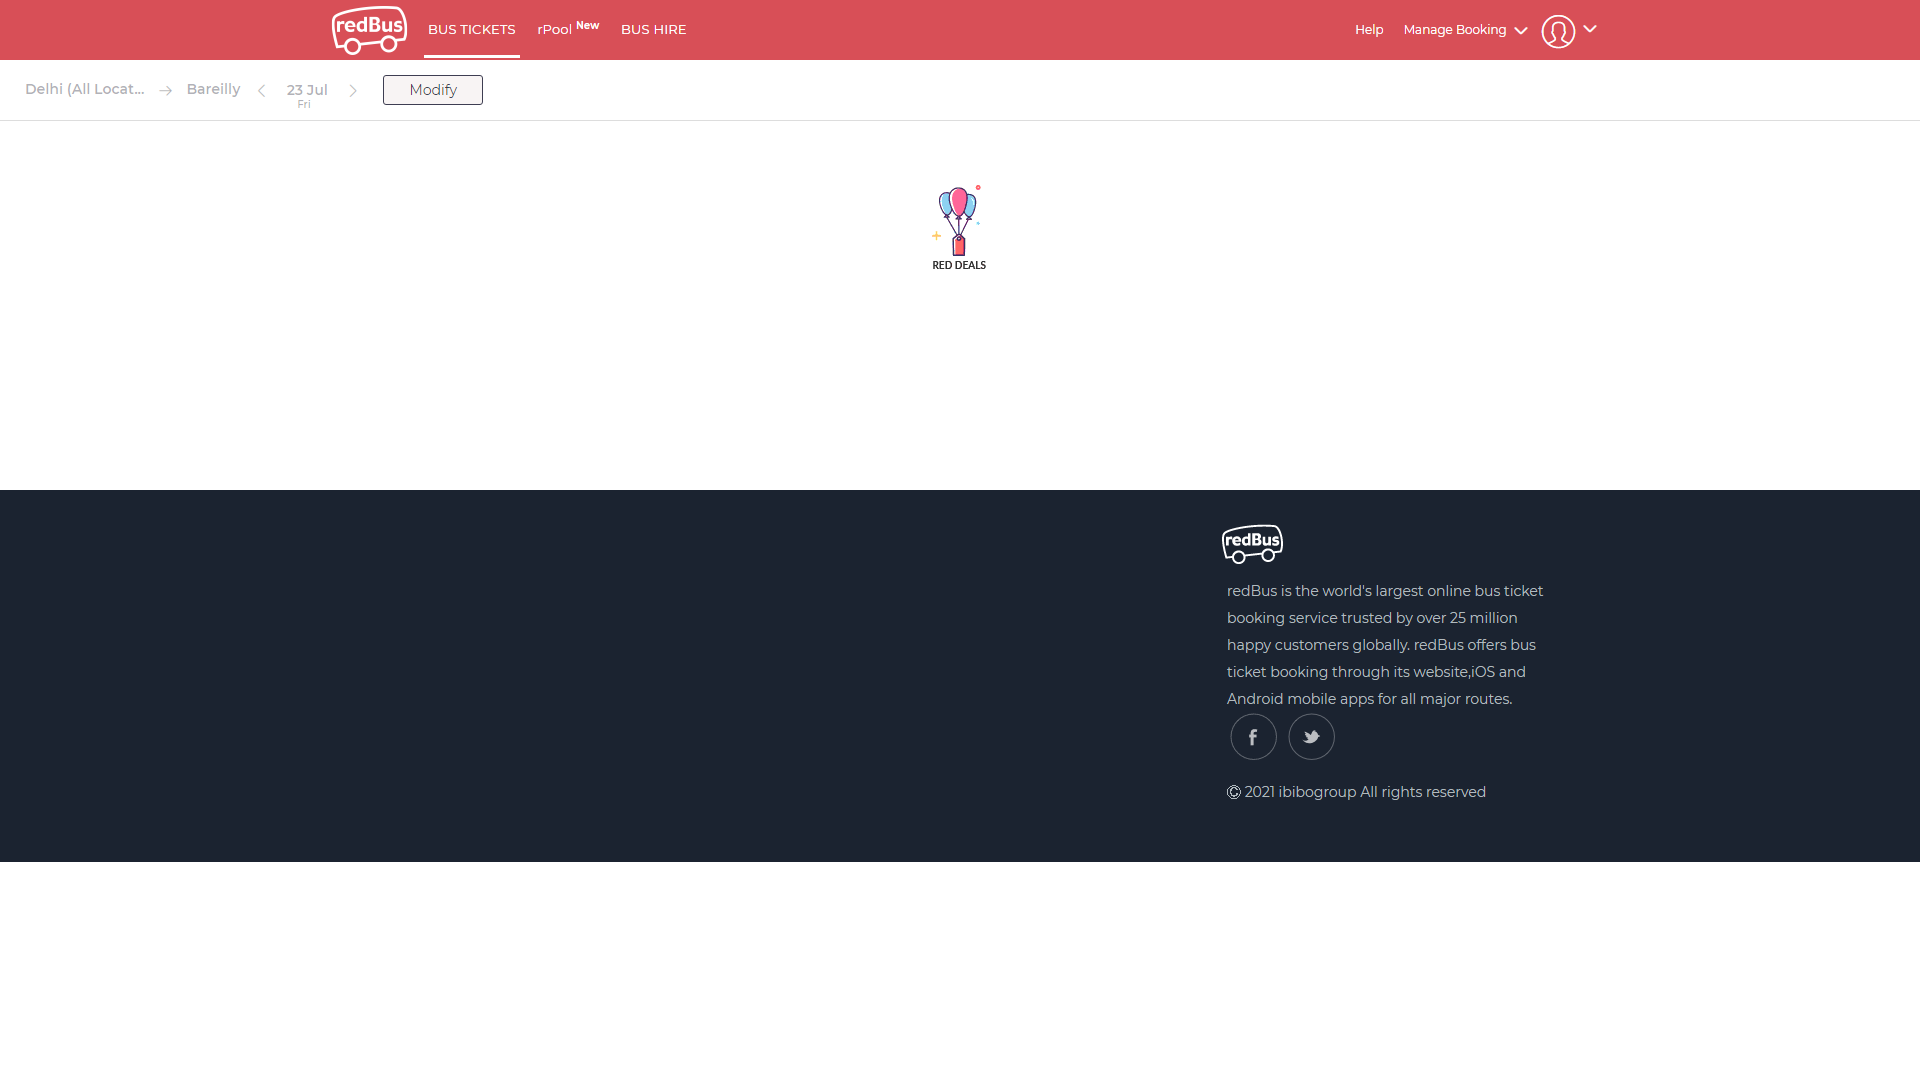 redBus
BUS TICKETS
rPool New
BUS HIRE
Help
Manage Booking
Delhi (All Locat...
Bareilly
23 Jul
Fri
Modify
RED DEALS
redBus
redBus is the world's largest online bus ticket
booking service trusted by over 25 million
happy customers globally. redBus offers bus
ticket booking through its website,iOS and
Android mobile apps for all major routes.
f
© 2021 ibibogroup All rights reserved